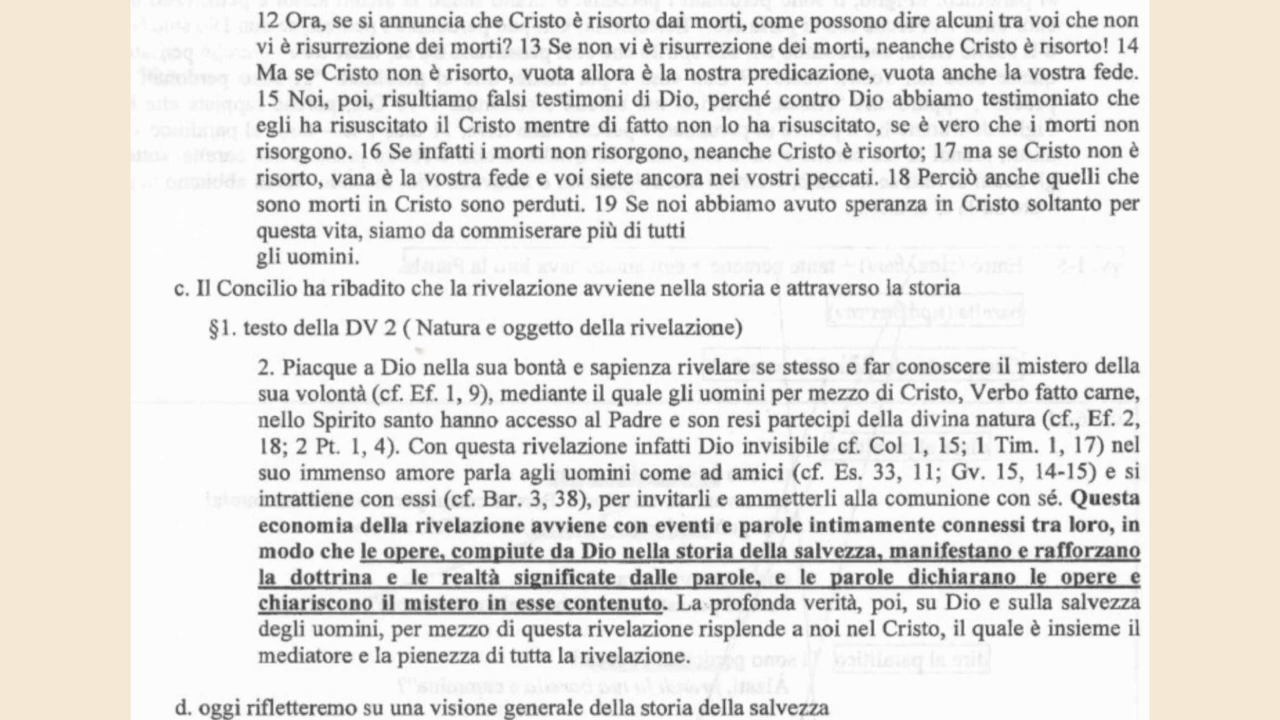 12 Ora, se si annuncia che Cristo è risorto dai morti, come possono dire alcuni tra voi che non
vi è risurrezione dei morti? 13 Se non vi è risurrezione dei morti, neanche Cristo è risorto! 14
Ma se Cristo non è risorto, vuota allora è la nostra predicazione, vuota anche la vostra fede.
15 Noi, poi, risultiamo falsi testimoni di Dio, perché contro Dio abbiamo testimoniato che
egli ha risuscitato il Cristo mentre di fatto non lo ha risuscitato, se è vero che i morti non
risorgono. 16 Se infatti i morti non risorgono, neanche Cristo è risorto; 17 ma se Cristo non è
risorto, vana è la vostra fede e voi siete ancora nei vostri peccati. 18 Perciò anche quelli che
sono morti in Cristo sono perduti. 19 Se noi abbiamo avuto speranza in Cristo soltanto per
questa vita, siamo da commiserare più di tutti
gli uomini.
c. Il Concilio ha ribadito che la rivelazione avviene nella storia e attraverso la storia
§1. testo della DV 2 ( Natura e oggetto della rivelazione)
2. Piacque a Dio nella sua bontà e sapienza rivelare se stesso e far conoscere il mistero della
sua volontà (cf. Ef. 1, 9), mediante il quale gli uomini per mezzo di Cristo, Verbo fatto carne,
nello Spirito santo hanno accesso al Padre e son resi partecipi della divina natura (cf., Ef. 2,
18; 2 Pt. 1, 4). Con questa rivelazione infatti Dio invisibile cf. Col 1, 15; 1 Tim. 1, 17) nel
suo immenso amore parla agli uomini come ad amici (cf. Es. 33, 11; Gv. 15, 14-15) e si
intrattiene con essi (cf. Bar. 3, 38), per invitarli e ammetterli alla comunione con sé. Questa
economia della rivelazione avviene con eventi e parole intimamente connessi tra loro, in
modo che le opere, compiute da Dio nella storia della salvezza, manifestano e rafforzano
la dottrina e le realtà significate dalle parole, e le parole dichiarano le opere e
chiariscono il mistero in esse contenuto. La profonda verità, poi, su Dio e sulla salvezza
degli uomini, per mezzo di questa rivelazione risplende a noi nel Cristo, il quale è insieme il
mediatore e la pienezza di tutta la rivelazione.
d. oggi rifletteremo su una visione generale della storia della salvezza